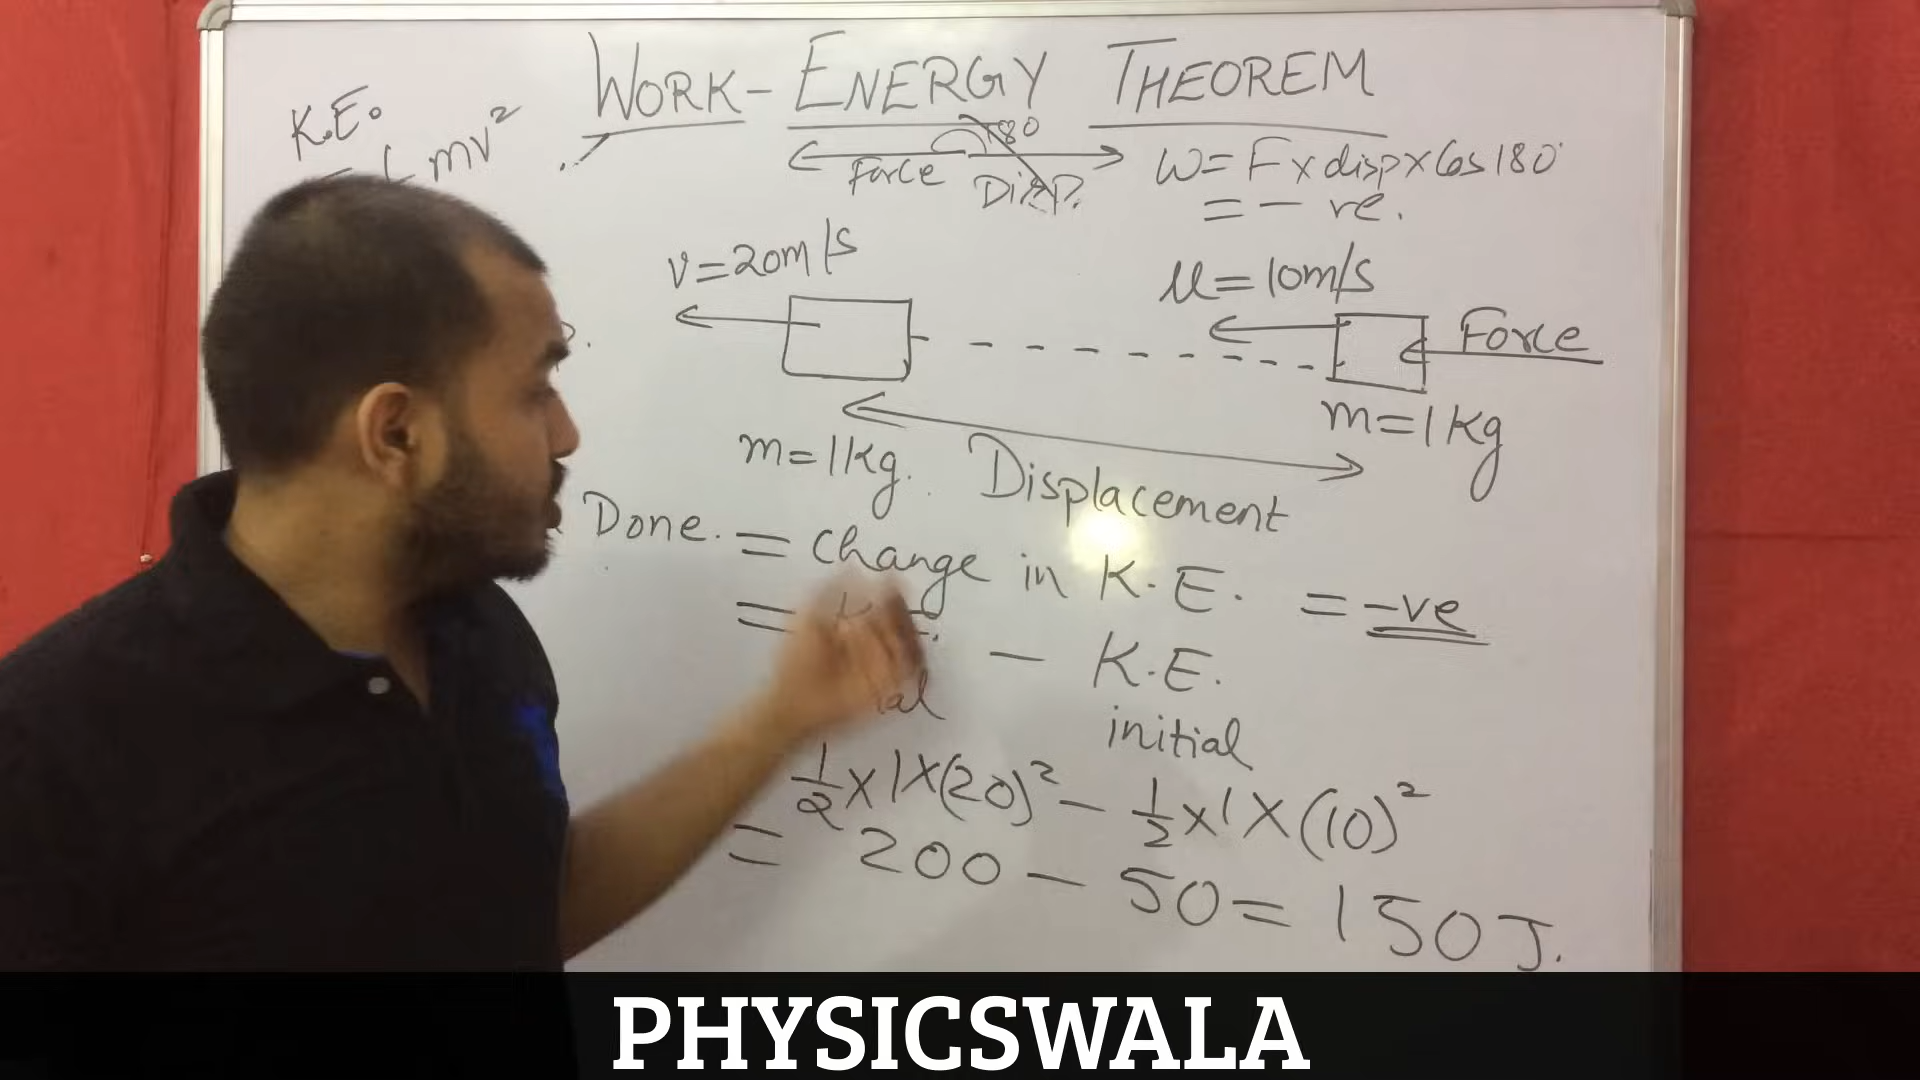 WORK-ENERGY THEOREM
K.E.
mv²
180
Force
Disp.
W = F x disp x Cos 180°
= - ve.
v = 20m/s
u = 10m/s
Force
m = 1kg
m = 1kg.
Displacement
Done. = Change in K.E. = -ve
=
- K.E.
initial
1/2 x 1 x (20)² - 1/2 x 1 x (10)²
= 200 - 50 = 150 J.
PHYSICSWALA